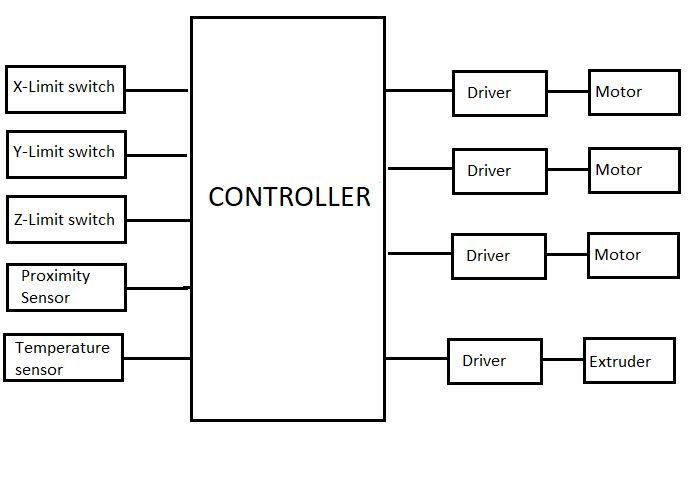 X-Limit switch
Y-Limit switch
Z-Limit switch
Proximity
Sensor
Temperature
sensor
CONTROLLER
Driver
Motor
Driver
Motor
Driver
Motor
Driver
Extruder